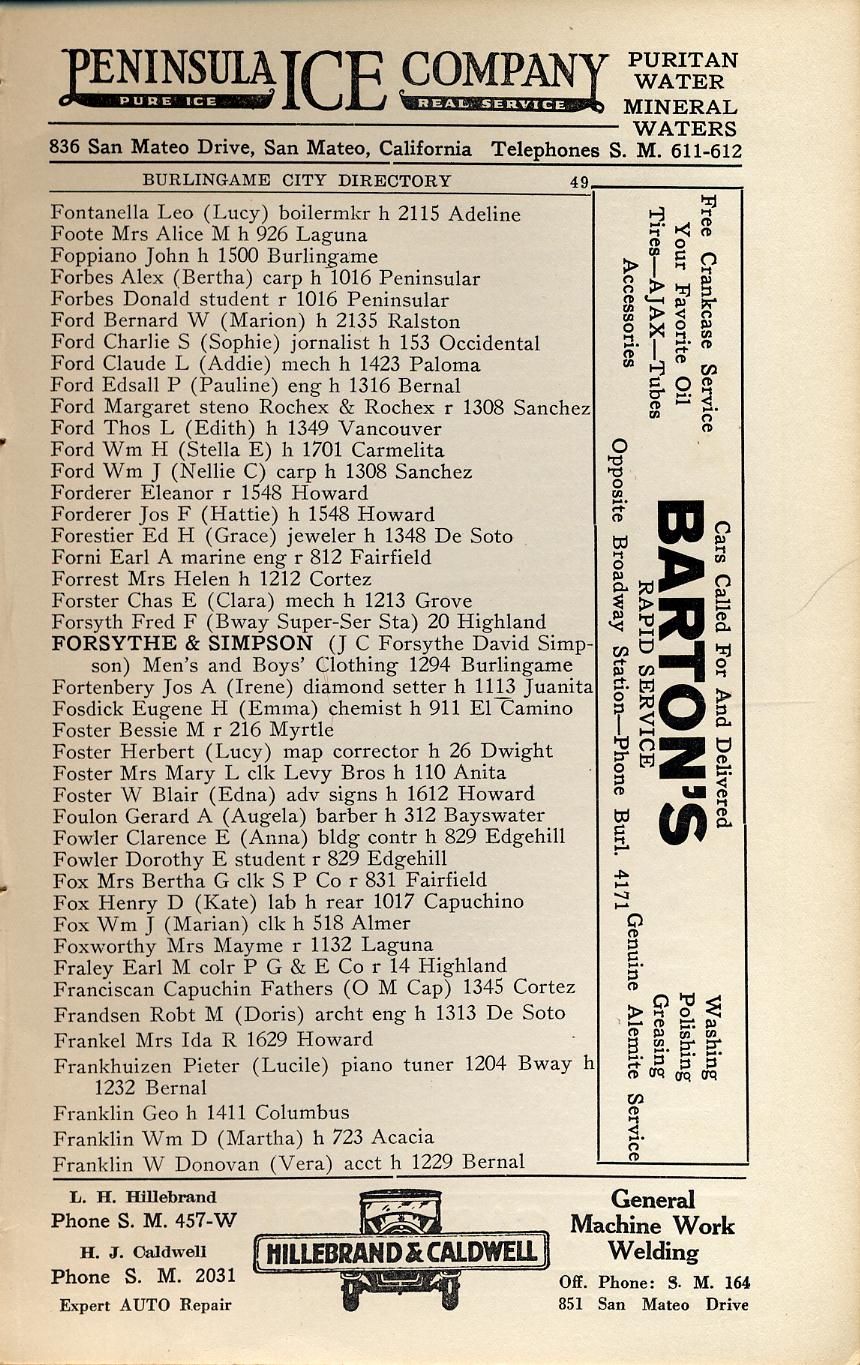 PENINSULA ICE COMPANY
PURE ICE
REAL SERVICE
PURITAN
WATER
MINERAL
WATERS
836 San Mateo Drive, San Mateo, California Telephones S. M. 611-612
BURLINGAME CITY DIRECTORY 49
Fontanella Leo (Lucy) boilermkr h 2115 Adeline
Foote Mrs Alice M h 926 Laguna
Foppiano John h 1500 Burlingame
Forbes Alex (Bertha) carp h 1016 Peninsular
Forbes Donald student r 1016 Peninsular
Ford Bernard W (Marion) h 2135 Ralston
Ford Charlie S (Sophie) jornalist h 153 Occidental
Ford Claude L (Addie) mech h 1423 Paloma
Ford Edsall P (Pauline) eng h 1316 Bernal
Ford Margaret steno Rochex & Rochex r 1308 Sanchez
Ford Thos L (Edith) h 1349 Vancouver
Ford Wm H (Stella E) h 1701 Carmelita
Ford Wm J (Nellie C) carp h 1308 Sanchez
Forderer Eleanor r 1548 Howard
Forderer Jos F (Hattie) h 1548 Howard
Forestier Ed H (Grace) jeweler h 1348 De Soto
Forni Earl A marine eng r 812 Fairfield
Forrest Mrs Helen h 1212 Cortez
Forster Chas E (Clara) mech h 1213 Grove
Forsyth Fred F (Bway Super-Ser Sta) 20 Highland
FORSYTHE & SIMPSON (J C Forsythe David Simp-
son) Men's and Boys' Clothing 1294 Burlingame
Fortenbery Jos A (Irene) diamond setter h 1113 Juanita
Fosdick Eugene H (Emma) chemist h 911 El Camino
Foster Bessie M r 216 Myrtle
Foster Herbert (Lucy) map corrector h 26 Dwight
Foster Mrs Mary L clk Levy Bros h 110 Anita
Foster W Blair (Edna) adv signs h 1612 Howard
Foulon Gerard A (Augela) barber h 312 Bayswater
Fowler Clarence E (Anna) bldg contr h 829 Edgehill
Fowler Dorothy E student r 829 Edgehill
Fox Mrs Bertha G clk S P Co r 831 Fairfield
Fox Henry D (Kate) lab h rear 1017 Capuchino
Fox Wm J (Marian) clk h 518 Almer
Foxworthy Mrs Mayme r 1132 Laguna
Fraley Earl M colr P G & E Co r 14 Highland
Franciscan Capuchin Fathers (O M Cap) 1345 Cortez
Frandsen Robt M (Doris) archt eng h 1313 De Soto
Frankel Mrs Ida R 1629 Howard
Frankhuizen Pieter (Lucile) piano tuner 1204 Bway h
1232 Bernal
Franklin Geo h 1411 Columbus
Franklin Wm D (Martha) h 723 Acacia
Franklin W Donovan (Vera) acct h 1229 Bernal
Free Crankcase Service
Your Favorite Oil
Tires—AJAX—Tubes
Accessories
Cars Called For And Delivered
BARTON'S
RAPID SERVICE
Opposite Broadway Station—Phone Burl. 4171
Washing
Polishing
Greasing
Genuine Alemite Service
L. H. Hillebrand
Phone S. M. 457-W
H. J. Caldwell
Phone S. M. 2031
Expert AUTO Repair
HILLEBRAND & CALDWELL
General
Machine Work
Welding
Off. Phone: S. M. 164
851 San Mateo Drive